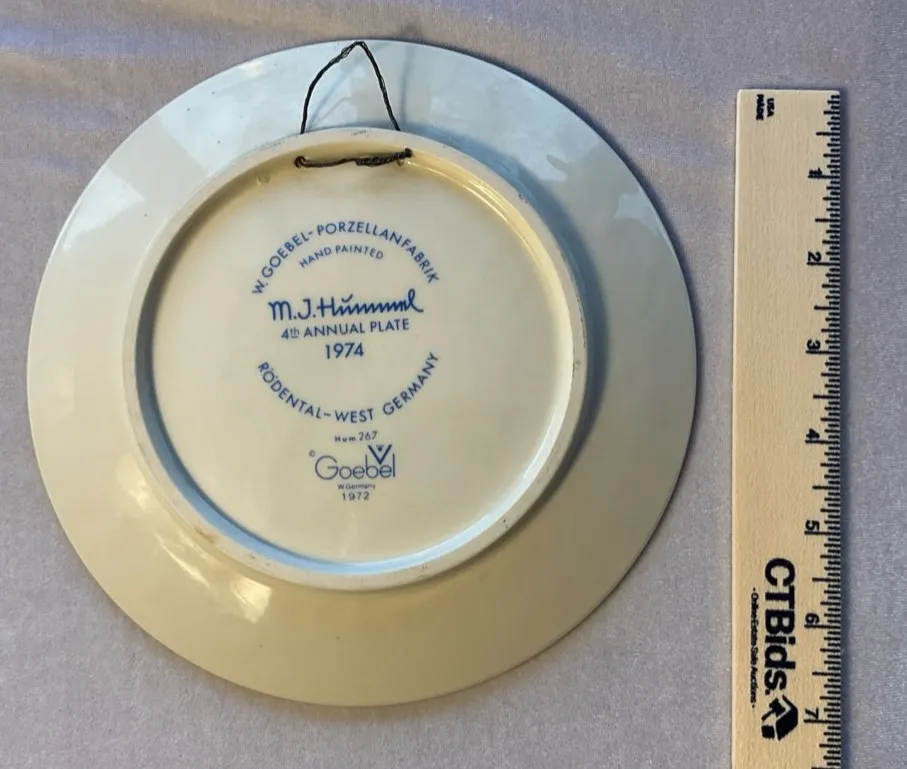 W. GOEBEL-PORZELLANFABRIK
HAND PAINTED
M.J. Hümmel
4th ANNUAL PLATE
1974
RÖDENTAL-WEST GERMANY
Hum 267
© Goebel
W. Germany
1972
USA
MADE
1
2
3
4
5
6
7
CTBids.
- Online Estate Sale Auctions -